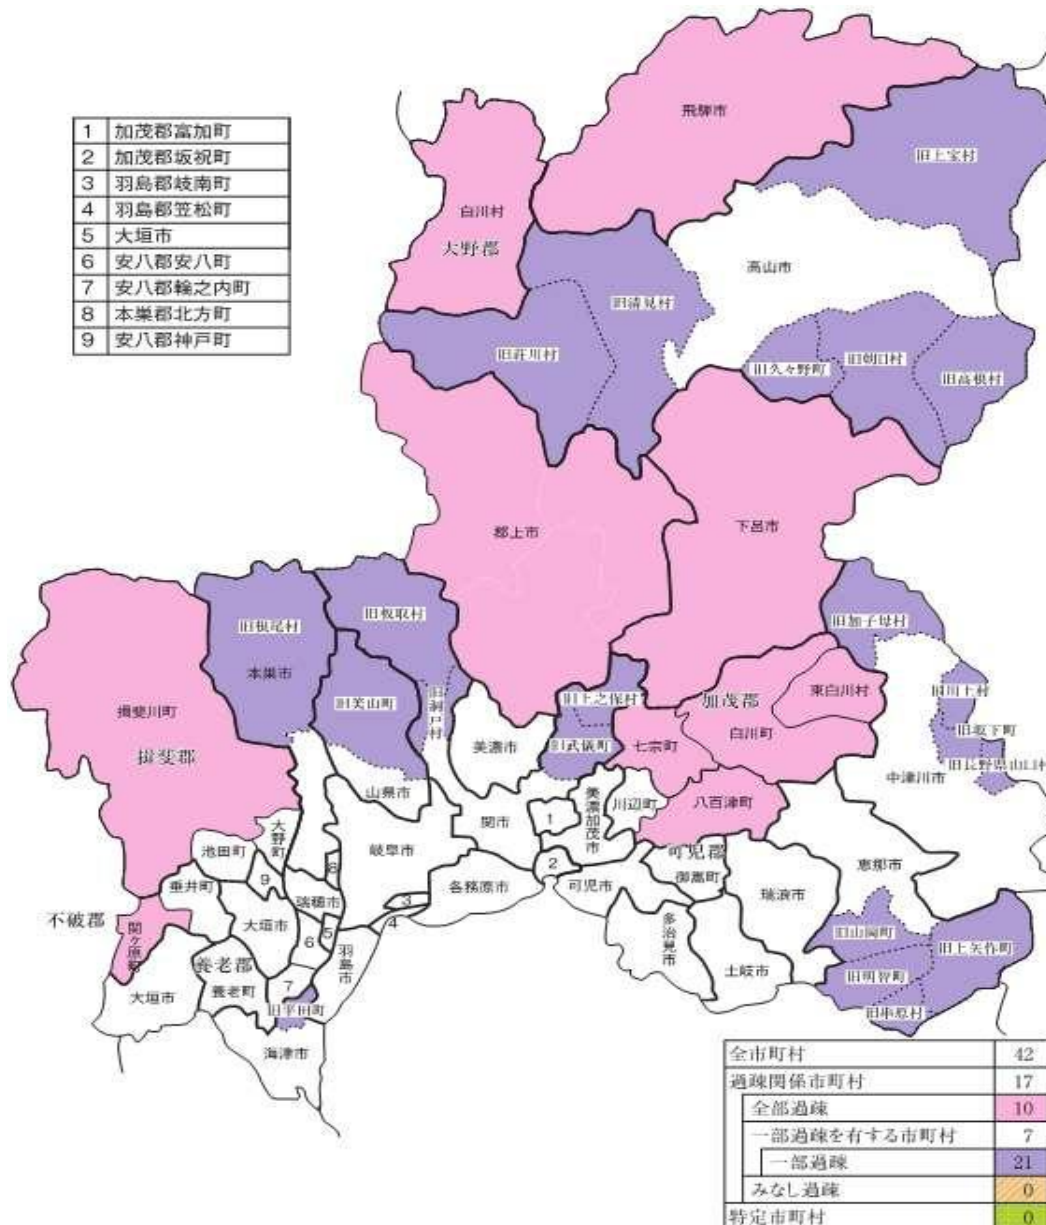 1 加茂郡富加町
2 加茂郡坂祝町
3 羽島郡岐南町
4 羽島郡笠松町
5 大垣市
6 安八郡安八町
7 安八郡輪之内町
8 本巣郡北方町
9 安八郡神戸町
飛騨市
旧上宝村
白川村
大野郡
高山市
旧清見村
旧荘川村
旧久々野町
旧朝日村
旧高根村
郡上市
下呂市
旧加子母村
旧板取村
旧根尾村
本巣市
旧美山町
旧洞戸村
旧上之保村
加茂郡
東白川村
旧川上村
揖斐川町
白川町
旧坂下町
揖斐郡
美濃市
旧武儀町
七宗町
旧長野県山口村
中津川市
山県市
川辺町
八百津町
美濃加茂市
関市
1
大野町
池田町
岐阜市
8
可児郡
恵那市
2
9
垂井町
各務原市
可児市
御嵩町
瑞浪市
瑞穂市
3
不破郡
関ヶ原町
大垣市
5
4
6
羽島市
多治見市
旧山岡町
旧上矢作町
養老郡
土岐市
旧明智町
大垣市
養老町
7
旧平田町
旧串原村
海津市
全市町村 42
過疎関係市町村 17
全部過疎 10
一部過疎を有する市町村 7
一部過疎 21
みなし過疎 0
特定市町村 0